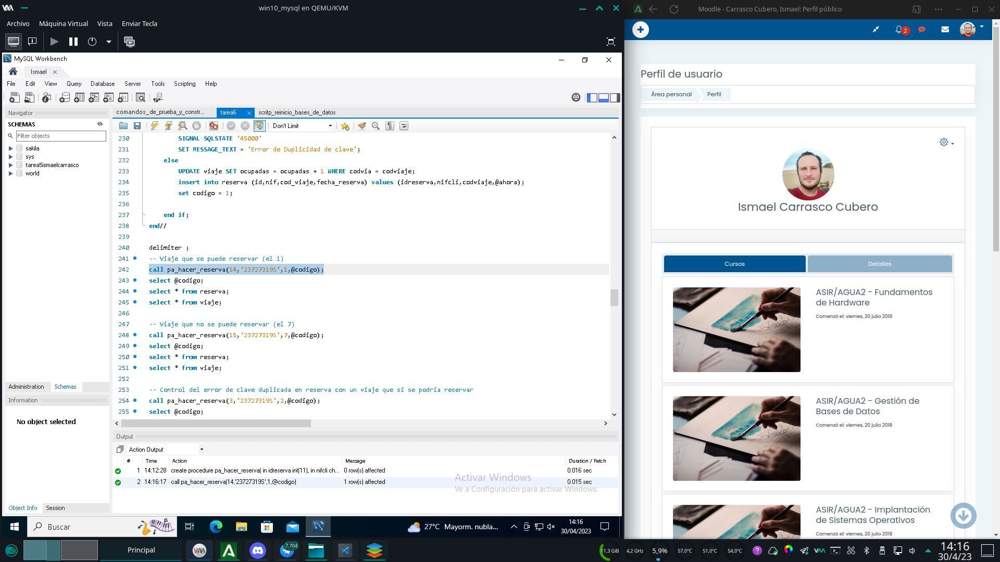 win10_mysql en QEMU/KVM
Archivo Máquina Virtual Vista Enviar Tecla
MySQL Workbench
Ismael
File Edit View Query Database Server Tools Scripting Help
Navigator
SCHEMAS
Filter objects
sakila
sys
tarea5ismaelcarrasco
world
Administration Schemas
Information
No object selected
Object Info Session
comandos_de_prueba_y_constr... tarea6 scritp_reinicio_bases_de_datos
Don't Limit
230 SIGNAL SQLSTATE '45000'
231 SET MESSAGE_TEXT = 'Error de Duplicidad de clave';
232 else
233 UPDATE viaje SET ocupadas = ocupadas + 1 WHERE codvia = codviaje;
234 insert into reserva (id,nif,cod_viaje,fecha_reserva) values (idreserva,nifcli,codviaje,@ahora);
235 set codigo = 1;
236
237 end if;
238 end//
239
240 delimiter ;
241 -- Viaje que se puede reservar (el 1)
242 call pa_hacer_reserva(14,'23727319S',1,@codigo);
243 select @codigo;
244 select * from reserva;
245 select * from viaje;
246
247 -- Viaje que no se puede reservar (el 7)
248 call pa_hacer_reserva(15,'23727319S',7,@codigo);
249 select @codigo;
250 select * from reserva;
251 select * from viaje;
252
253 -- Control del error de clave duplicada en reserva con un viaje que sí se podría reservar
254 call pa_hacer_reserva(3,'23727319S',2,@codigo);
255 select @codigo;
Output
Action Output
# Time Action Message Duration / Fetch
1 14:12:28 create procedure pa_hacer_reserva( in idreserva int(11), in nifcli ch... 0 row(s) affected 0.016 sec
2 14:16:17 call pa_hacer_reserva(14,'23727319S',1,@codigo) 1 row(s) affected 0.015 sec
Activar Windows
Ve a Configuración para activar Windows.
Buscar
27°C Mayorm. nubla...
14:16
30/04/2023
Moodle - Carrasco Cubero, Ismael: Perfil público
2
Perfil de usuario
Área personal Perfil
Ismael Carrasco Cubero
Cursos Detalles
ASIR/AGUA2 - Fundamentos
de Hardware
Comenzó el: viernes, 20 julio 2018
ASIR/AGUA2 - Gestión de
Bases de Datos
Comenzó el: viernes, 20 julio 2018
ASIR/AGUA2 - Implantación
de Sistemas Operativos
Comenzó el: viernes, 20 julio 2018
Principal
7.704
11,3 GiB 4,2 GHz 5,9% 57,0°C 51,0°C 54,0°C
14:16
30/4/23